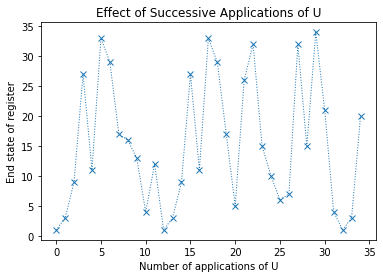 Effect of Successive Applications of U
End state of register
35
30
25
20
15
10
5
0
0 5 10 15 20 25 30 35
Number of applications of U